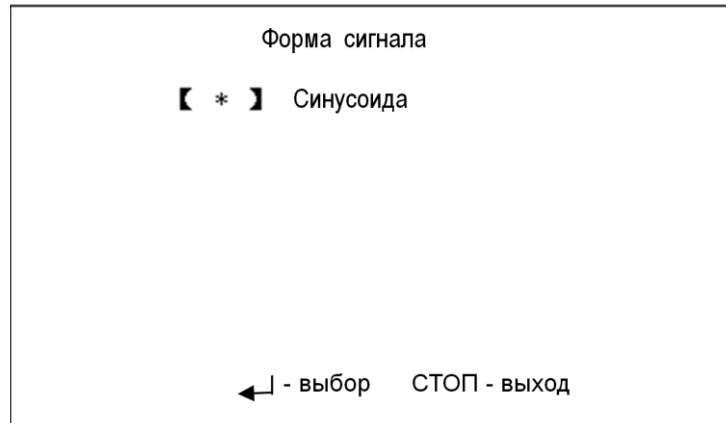 Форма сигнала
【 * 】 Синусоида
↲ - выбор СТОП - выход